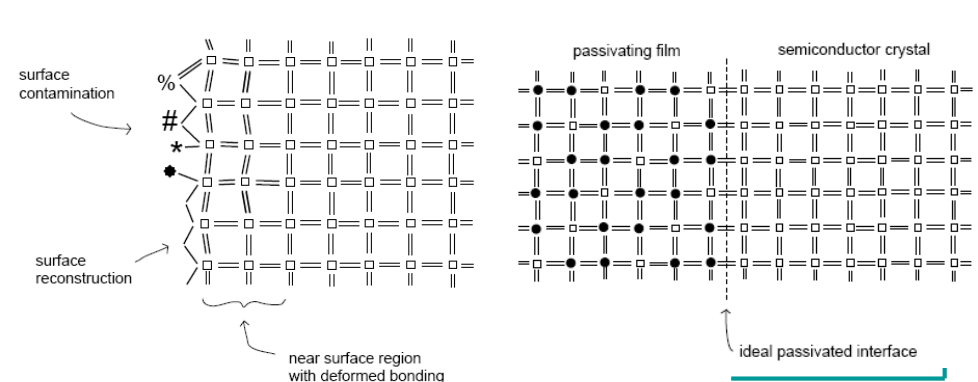 surface
contamination
%
#
*
surface
reconstruction
near surface region
with deformed bonding
passivating film
semiconductor crystal
ideal passivated interface